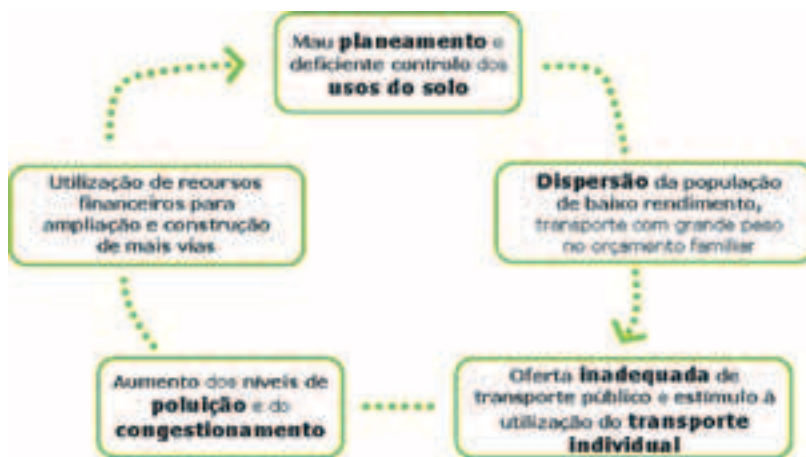 Mau planeamento e
deficiente controlo dos
usos do solo
Dispersão da população
de baixo rendimento,
transporte com grande peso
no orçamento familiar
Oferta inadequada de
transporte público e estímulo à
utilização do transporte
individual
Aumento dos níveis de
poluição e do
congestionamento
Utilização de recursos
financeiros para
ampliação e construção
de mais vias